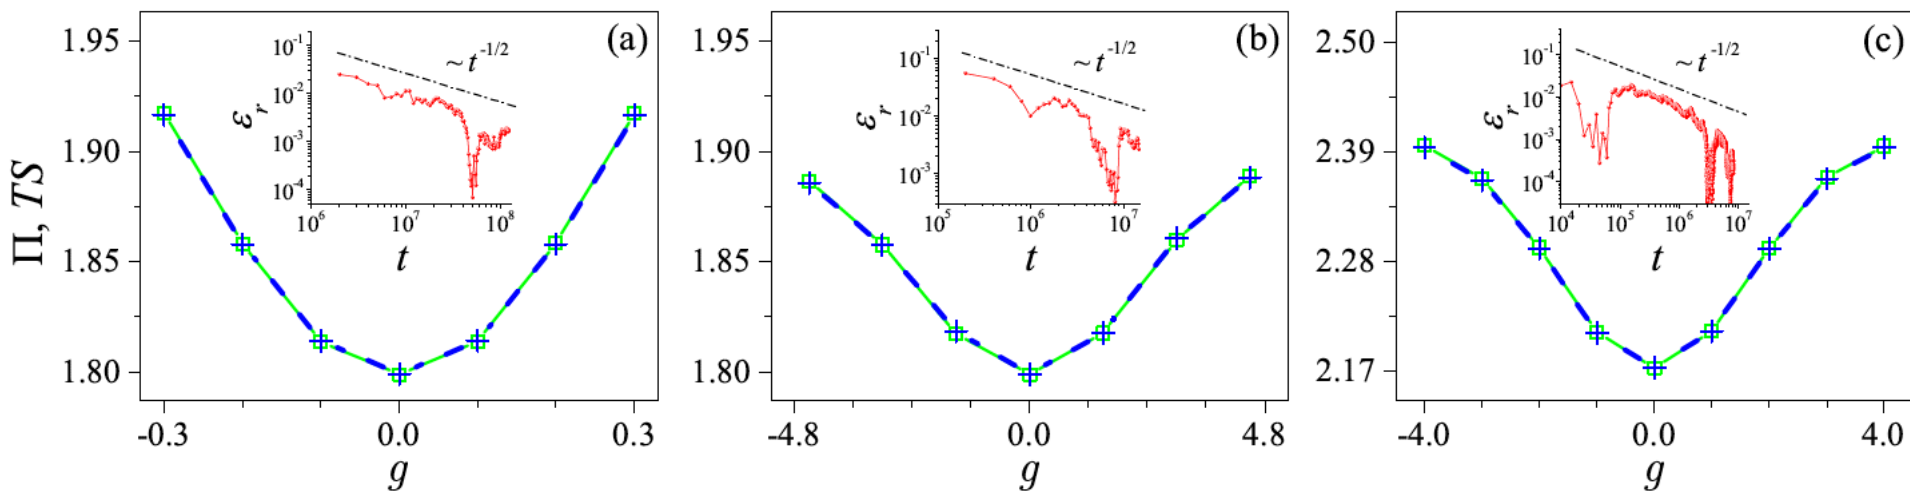 Π, TS
1.95
1.90
1.85
1.80
-0.3
0.0
0.3
g
(a)
ε_r
10^-1
10^-2
10^-3
10^-4
10^6
10^7
10^8
t
~ t^-1/2
1.95
1.90
1.85
1.80
-4.8
0.0
4.8
g
(b)
ε_r
10^-1
10^-2
10^-3
10^5
10^6
10^7
t
~ t^-1/2
2.50
2.39
2.28
2.17
-4.0
0.0
4.0
g
(c)
ε_r
10^-1
10^-2
10^-3
10^-4
10^4
10^5
10^6
10^7
t
~ t^-1/2